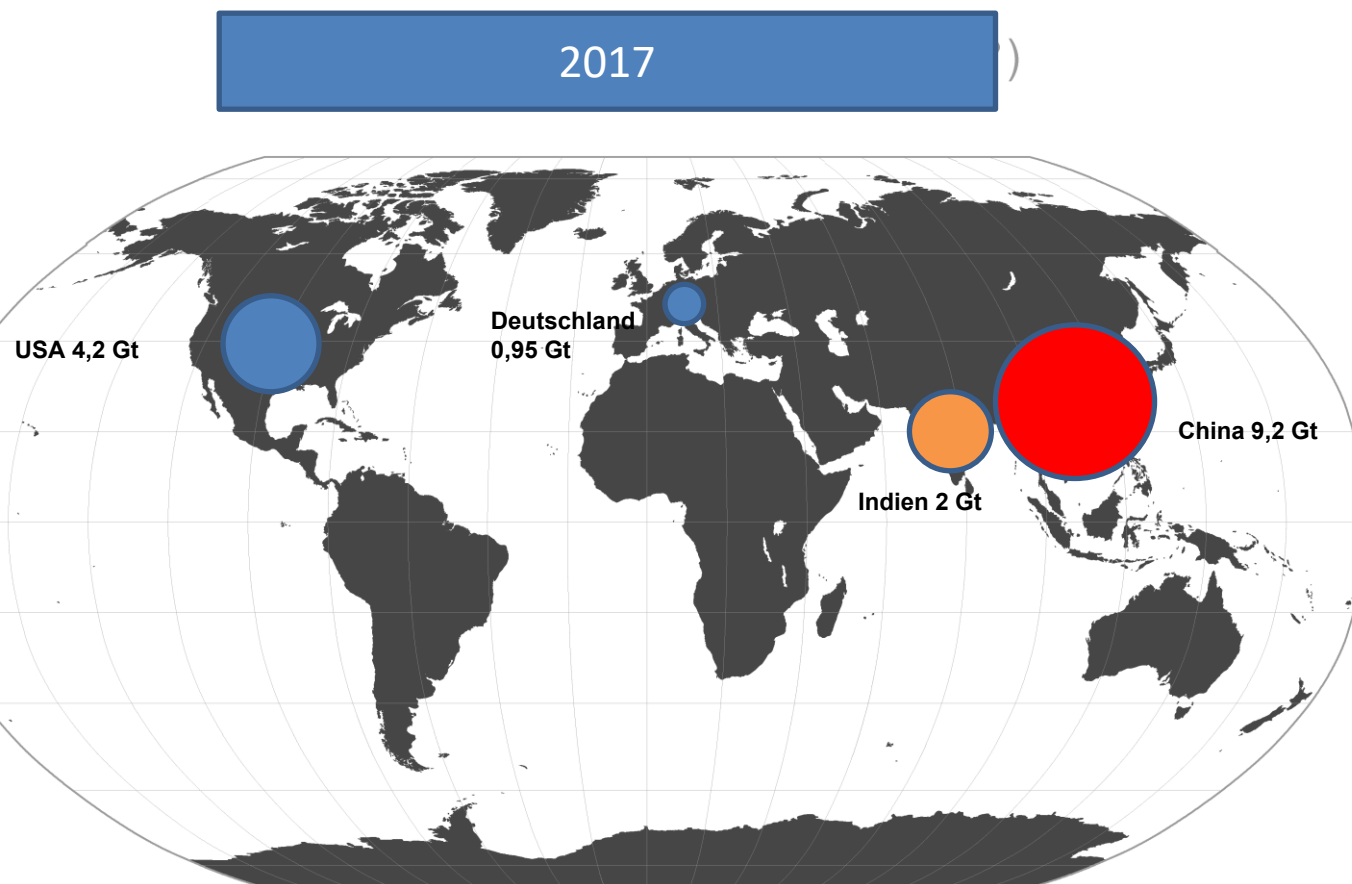 2017
)
USA 4,2 Gt
Deutschland
0,95 Gt
China 9,2 Gt
Indien 2 Gt